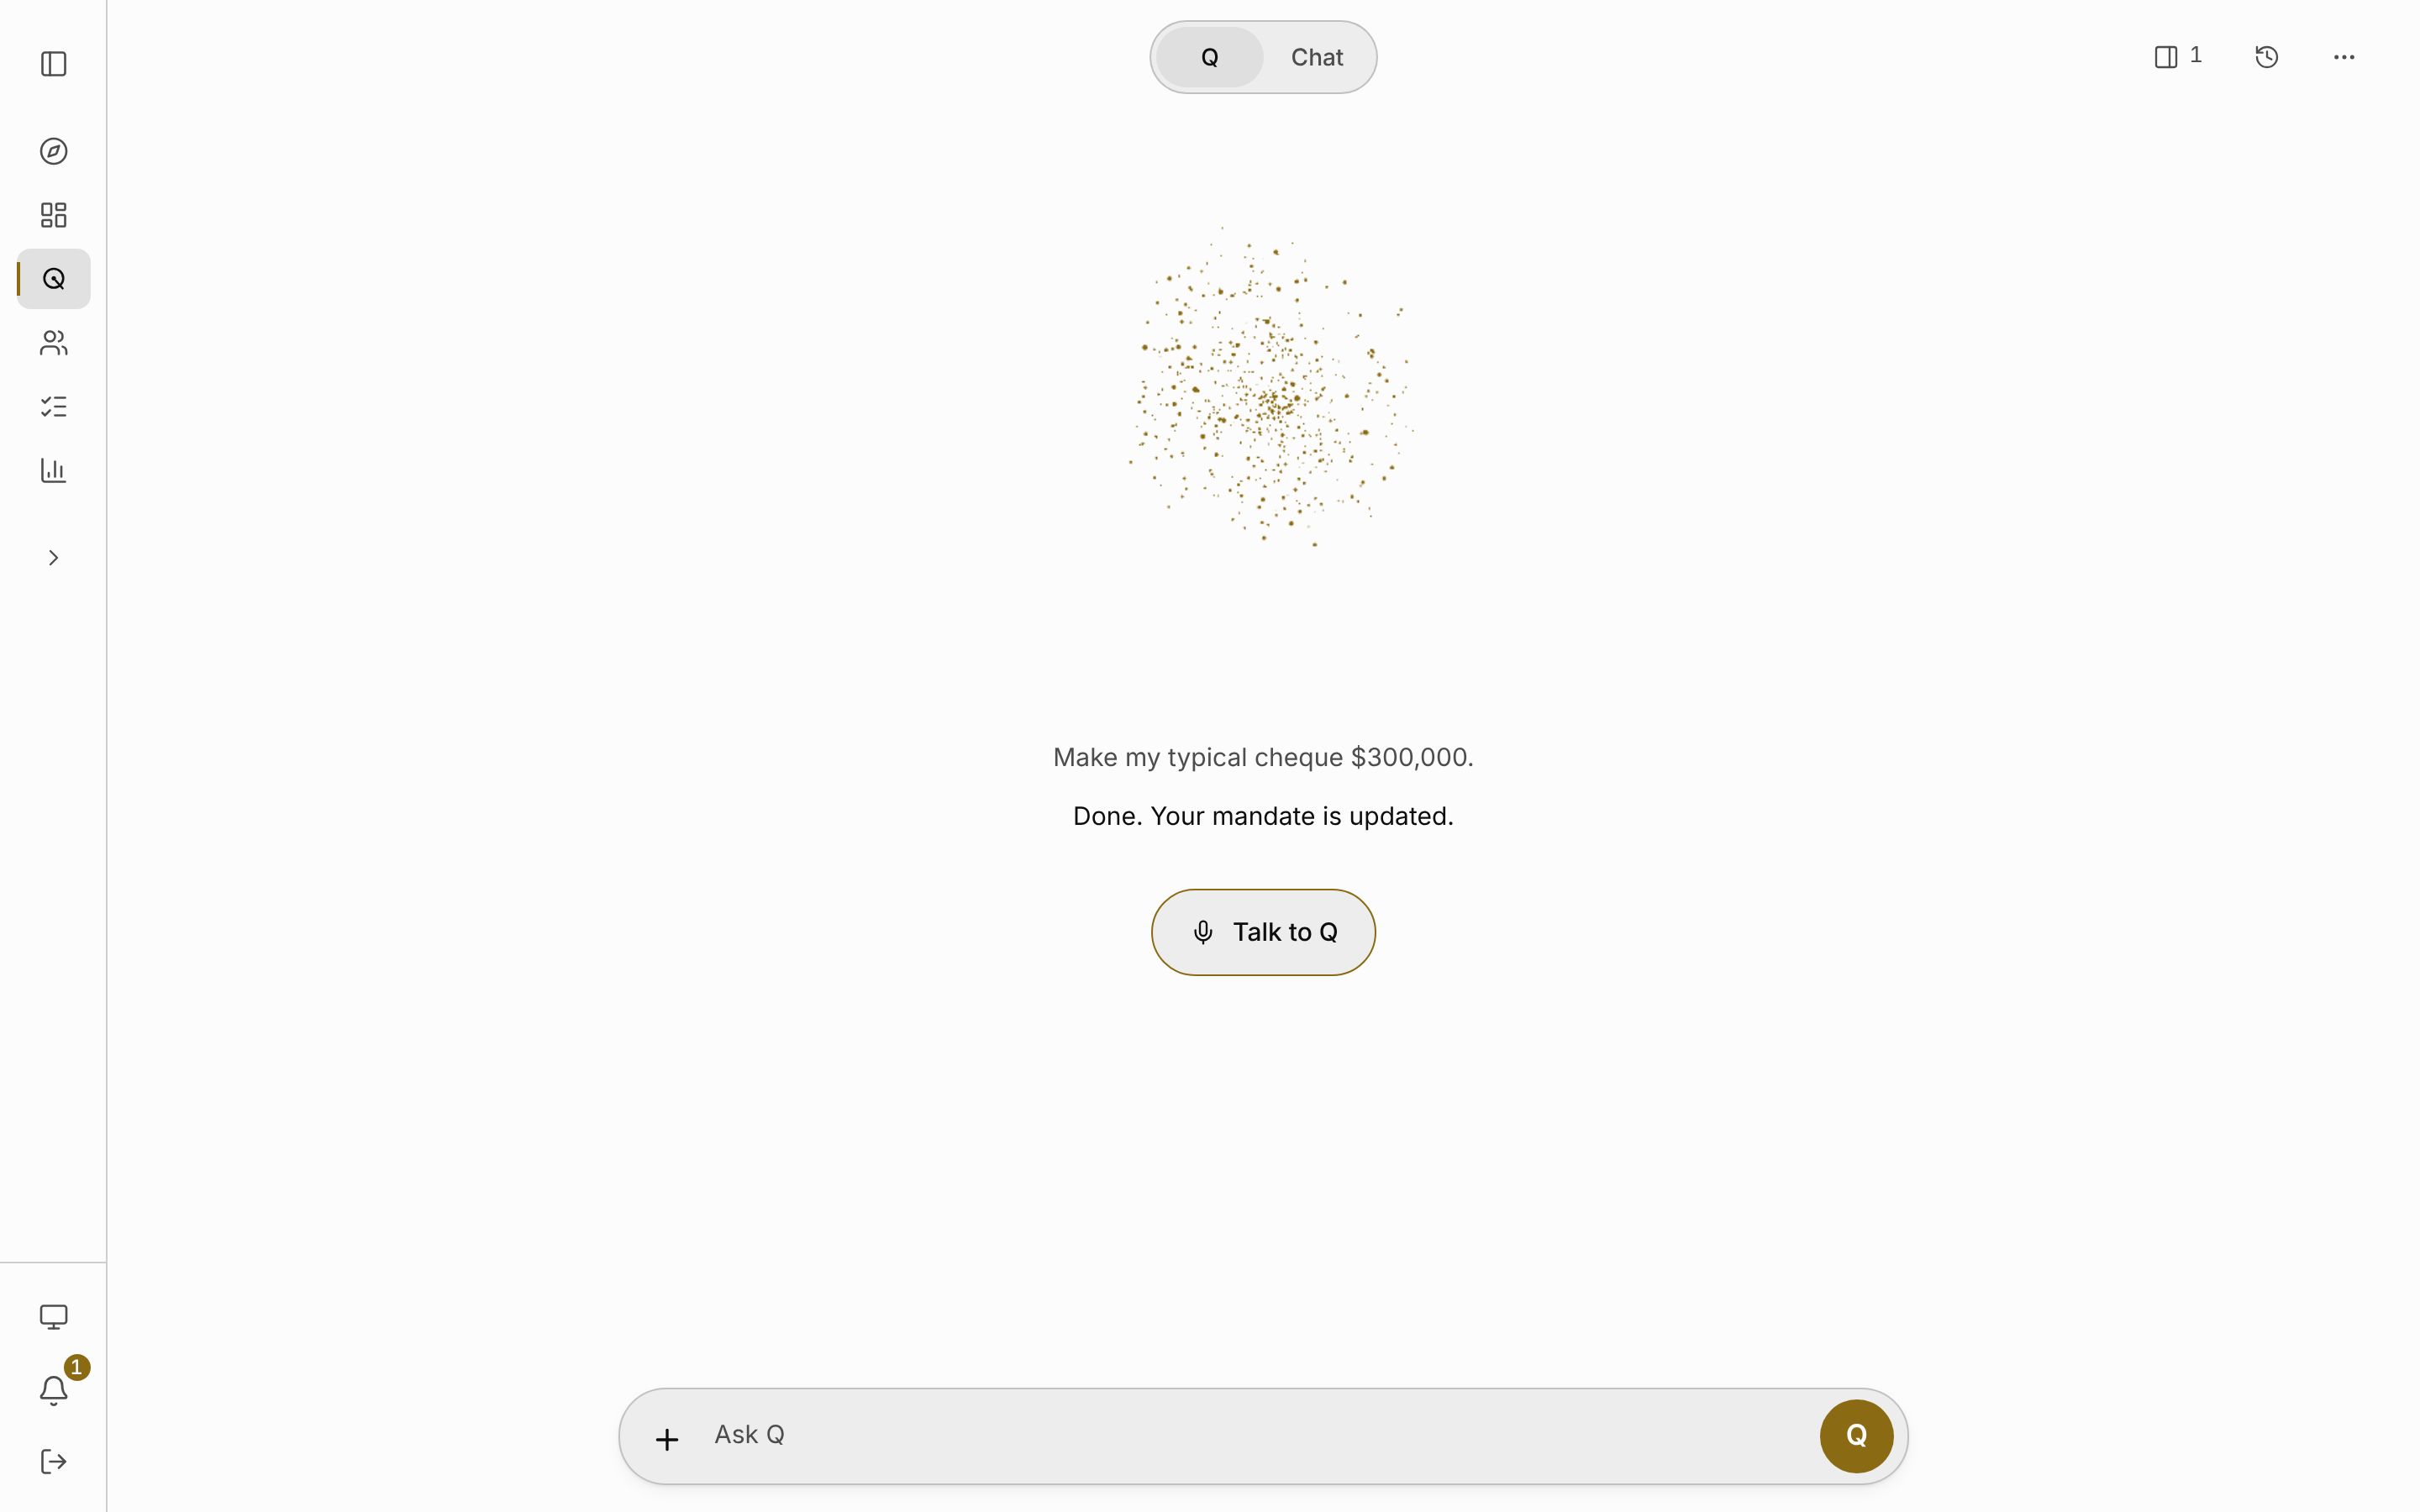 Q Chat
1
Make my typical cheque $300,000.
Done. Your mandate is updated.
Talk to Q
1
Ask Q
Q